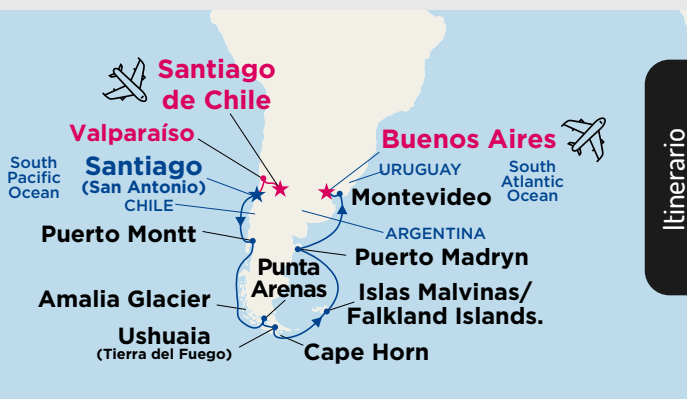 Santiago
de Chile
Valparaíso
Buenos Aires
South
Pacific
Ocean
Santiago
(San Antonio)
CHILE
URUGUAY
South
Atlantic
Ocean
Montevideo
Puerto Montt
ARGENTINA
Puerto Madryn
Punta
Arenas
Amalia Glacier
Islas Malvinas/
Falkland Islands.
Ushuaia
(Tierra del Fuego)
Cape Horn
Itinerario